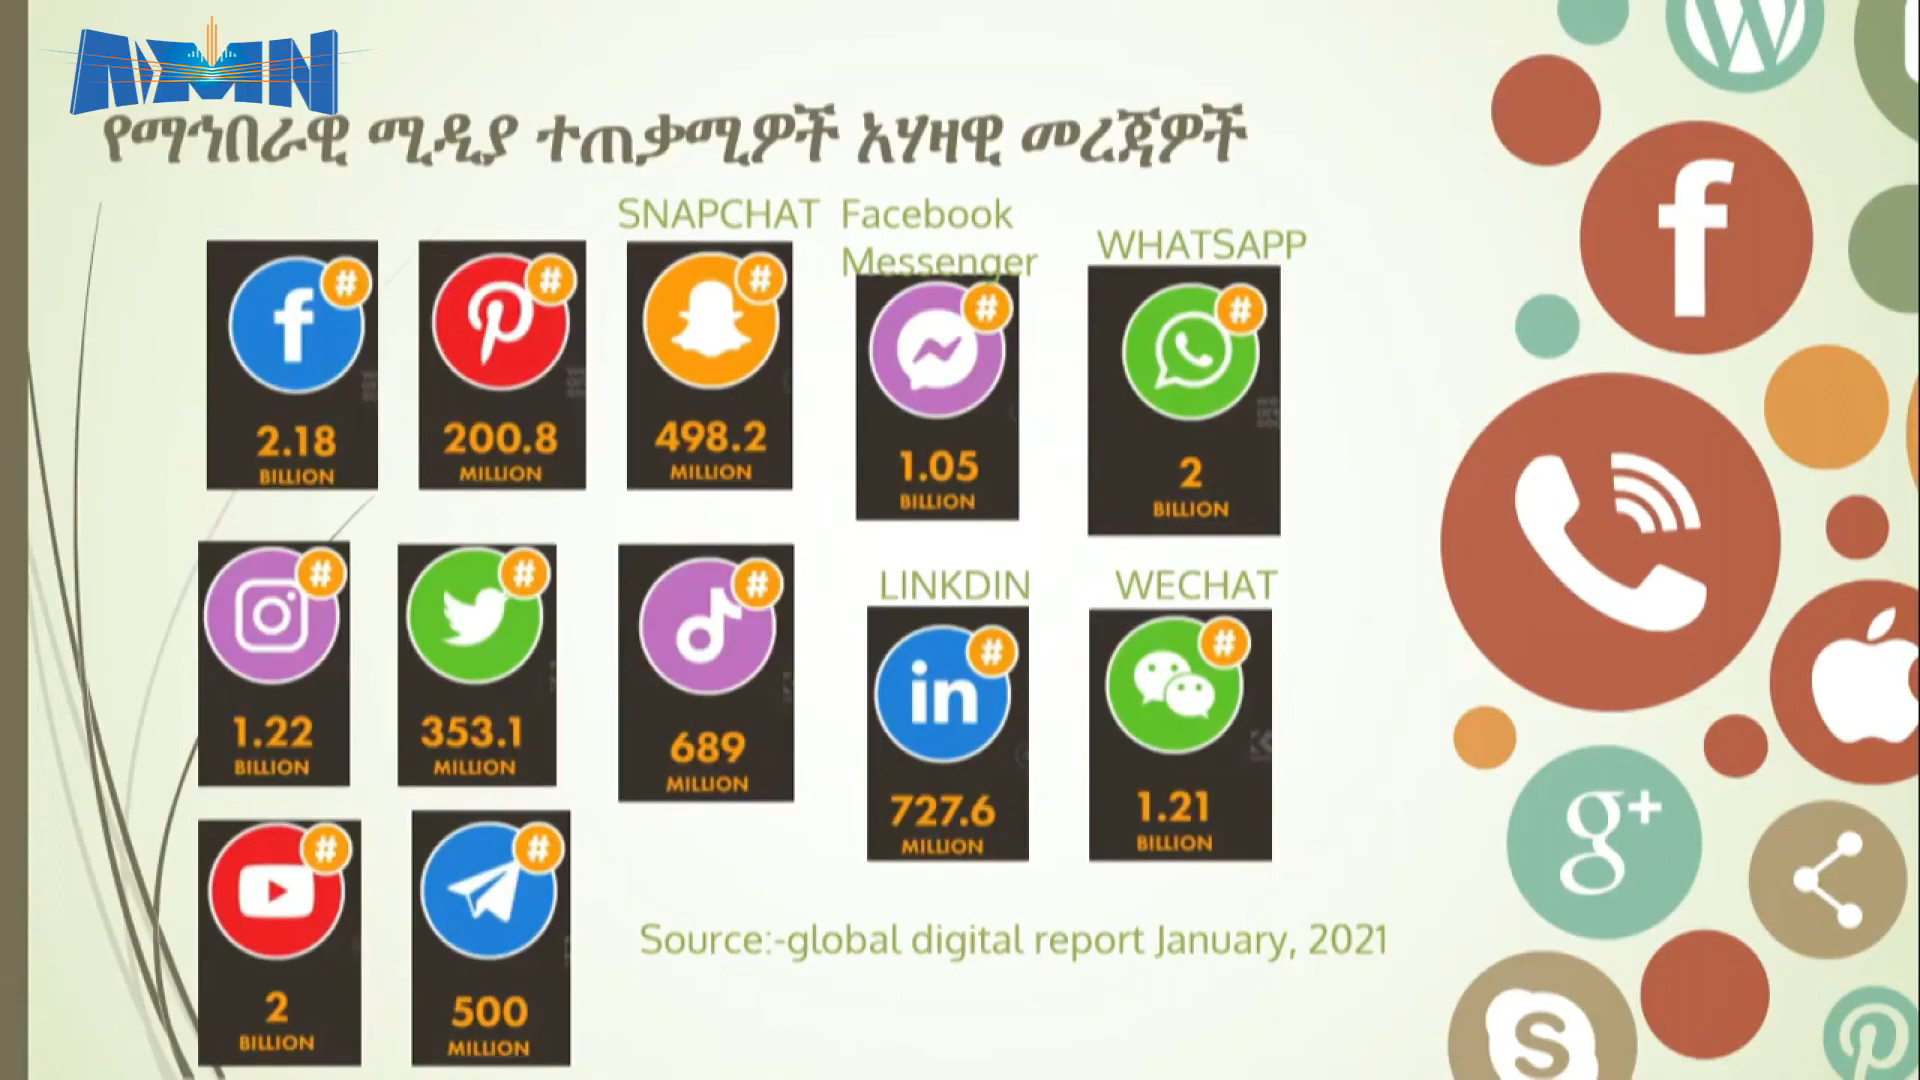 AMN
የማኅበራዊ ሚዲያ ተጠቃሚዎች አሃዛዊ መረጃዎች
SNAPCHAT
Facebook
Messenger
WHATSAPP
# # # # #
2.18
BILLION
200.8
MILLION
498.2
MILLION
1.05
BILLION
2
BILLION
LINKDIN
WECHAT
# # # # #
in
1.22
BILLION
353.1
MILLION
689
MILLION
727.6
MILLION
1.21
BILLION
# #
2
BILLION
500
MILLION
Source:-global digital report January, 2021